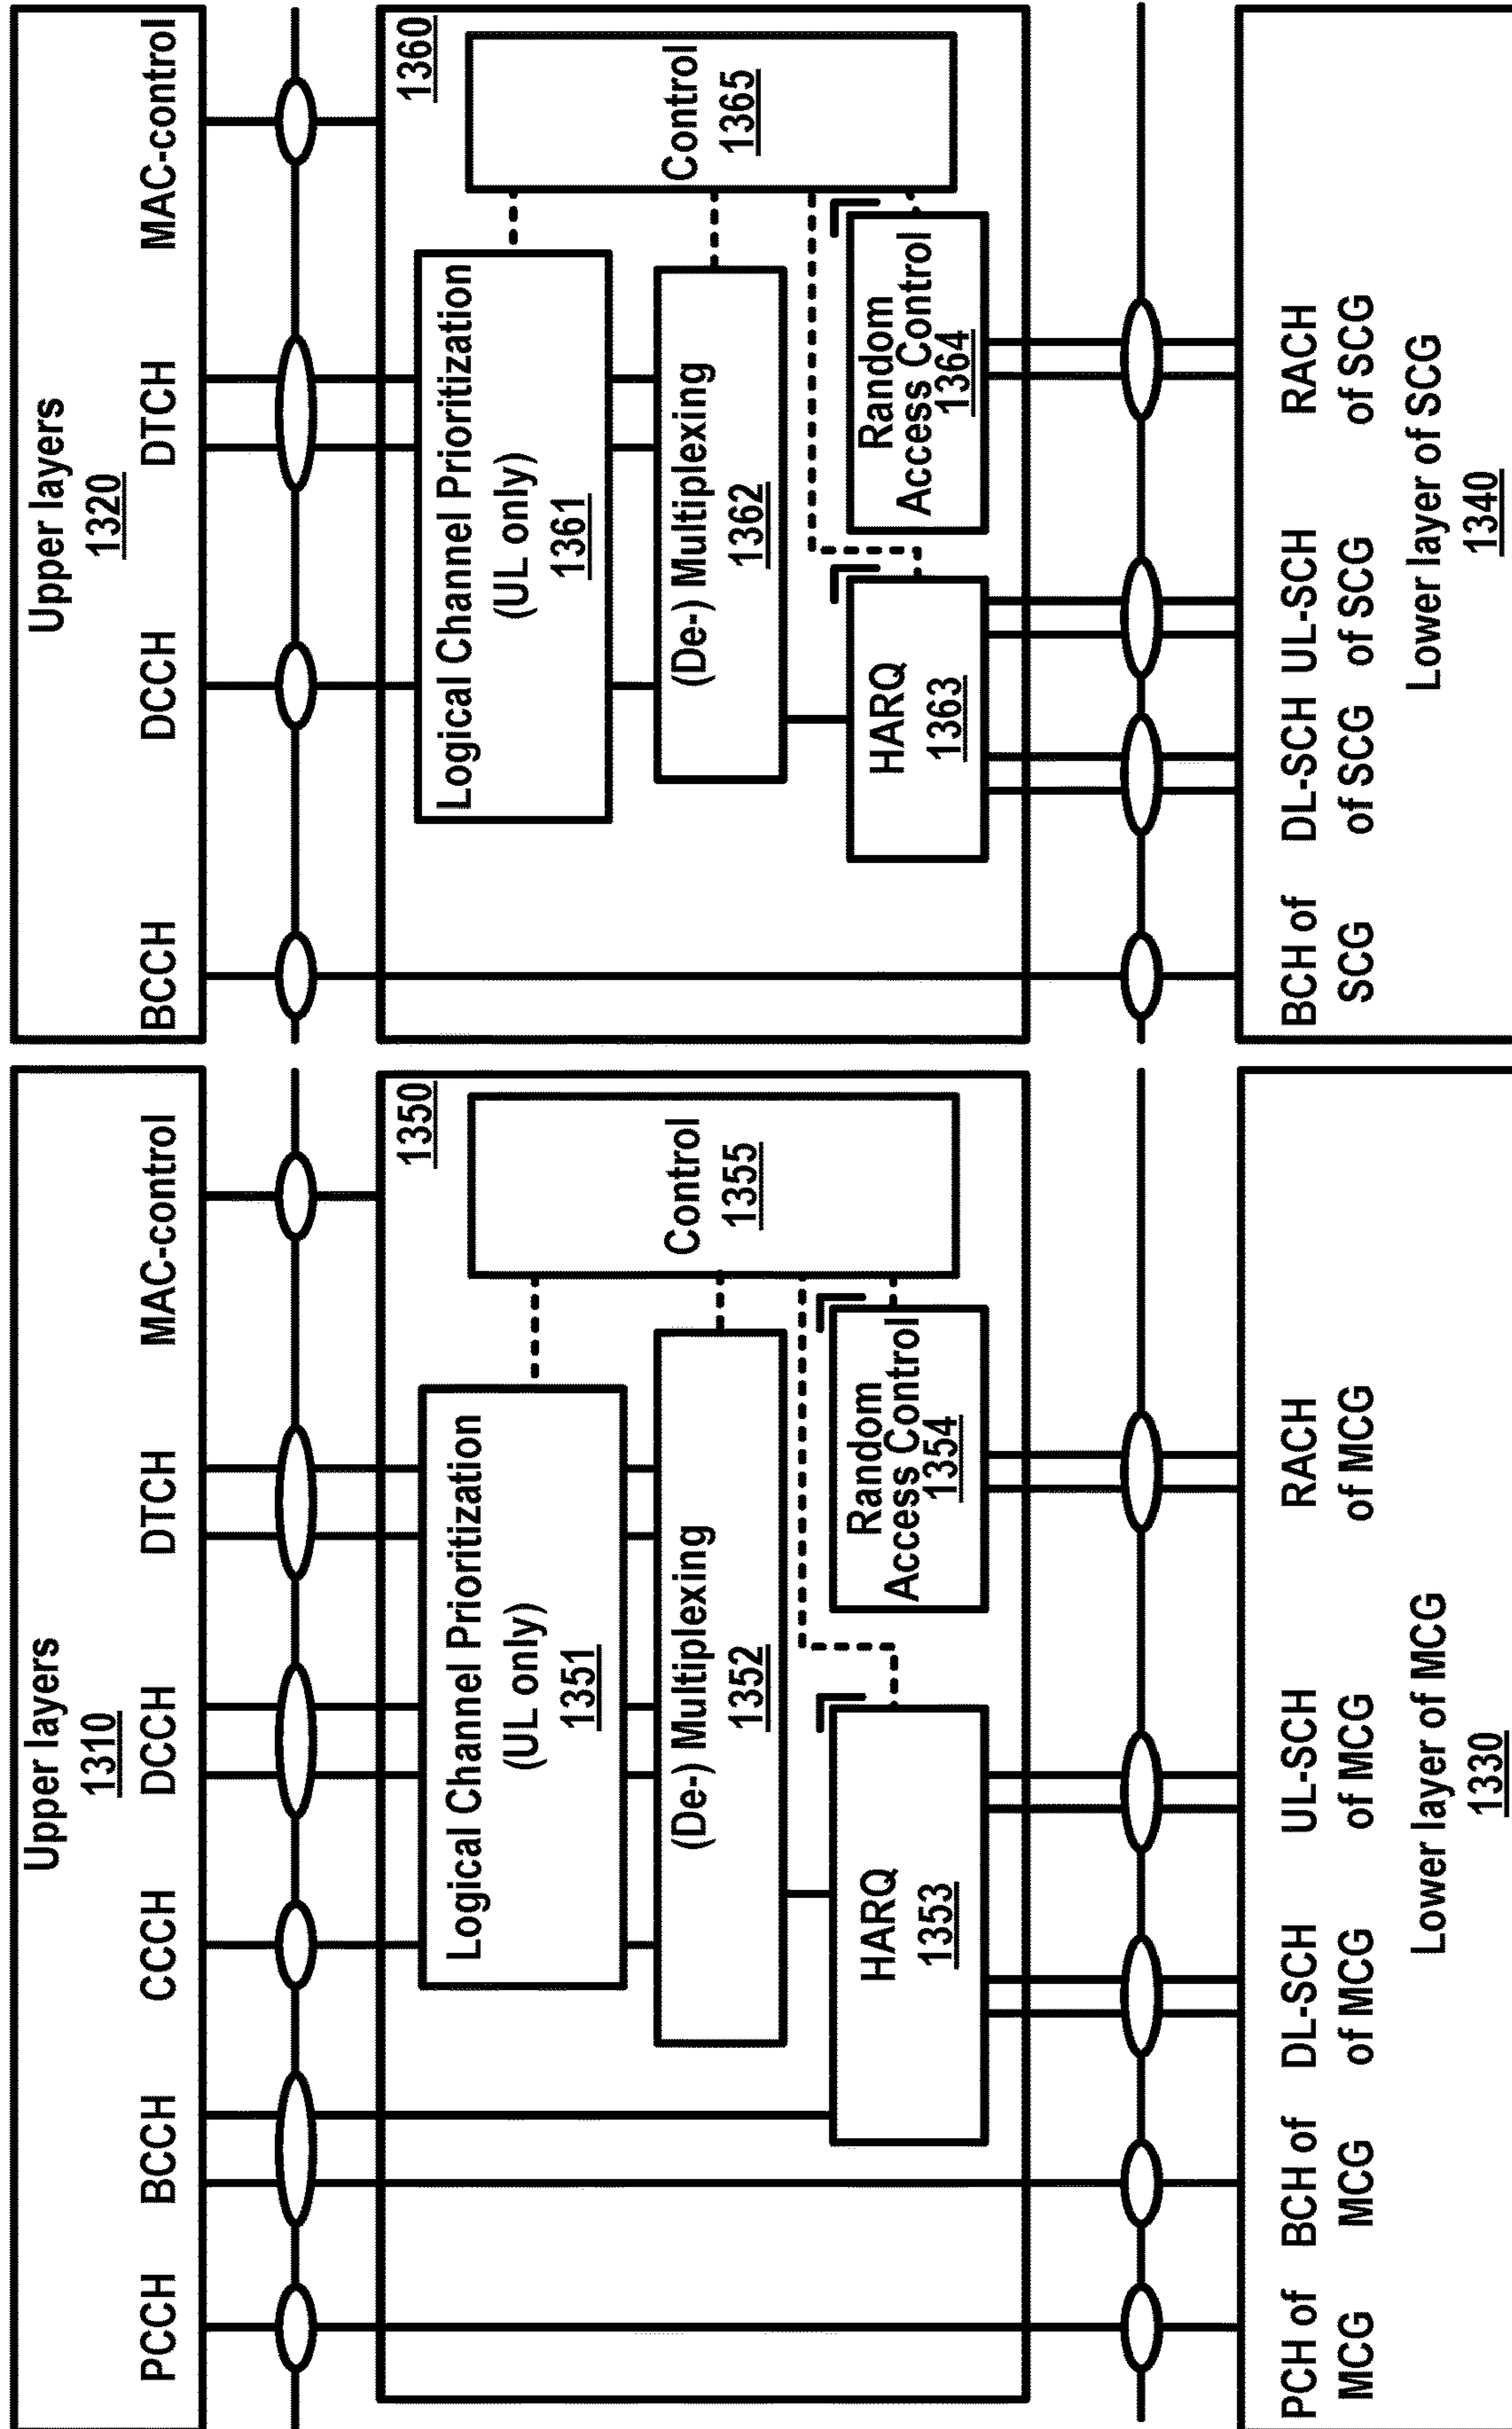 Upper layers
1310
PCCH
BCCH
CCCH
DCCH
DTCH
MAC-control
1350
Logical Channel Prioritization
(UL only)
1351
Control
1355
(De-) Multiplexing
1352
HARQ
1353
Random
Access Control
1354
PCH of
MCG
BCH of
MCG
DL-SCH
of MCG
UL-SCH
of MCG
RACH
of MCG
Lower layer of MCG
1330
Upper layers
1320
BCCH
DCCH
DTCH
MAC-control
1360
Logical Channel Prioritization
(UL only)
1361
Control
1365
(De-) Multiplexing
1362
HARQ
1363
Random
Access Control
1364
BCH of
SCG
DL-SCH
of SCG
UL-SCH
of SCG
RACH
of SCG
Lower layer of SCG
1340